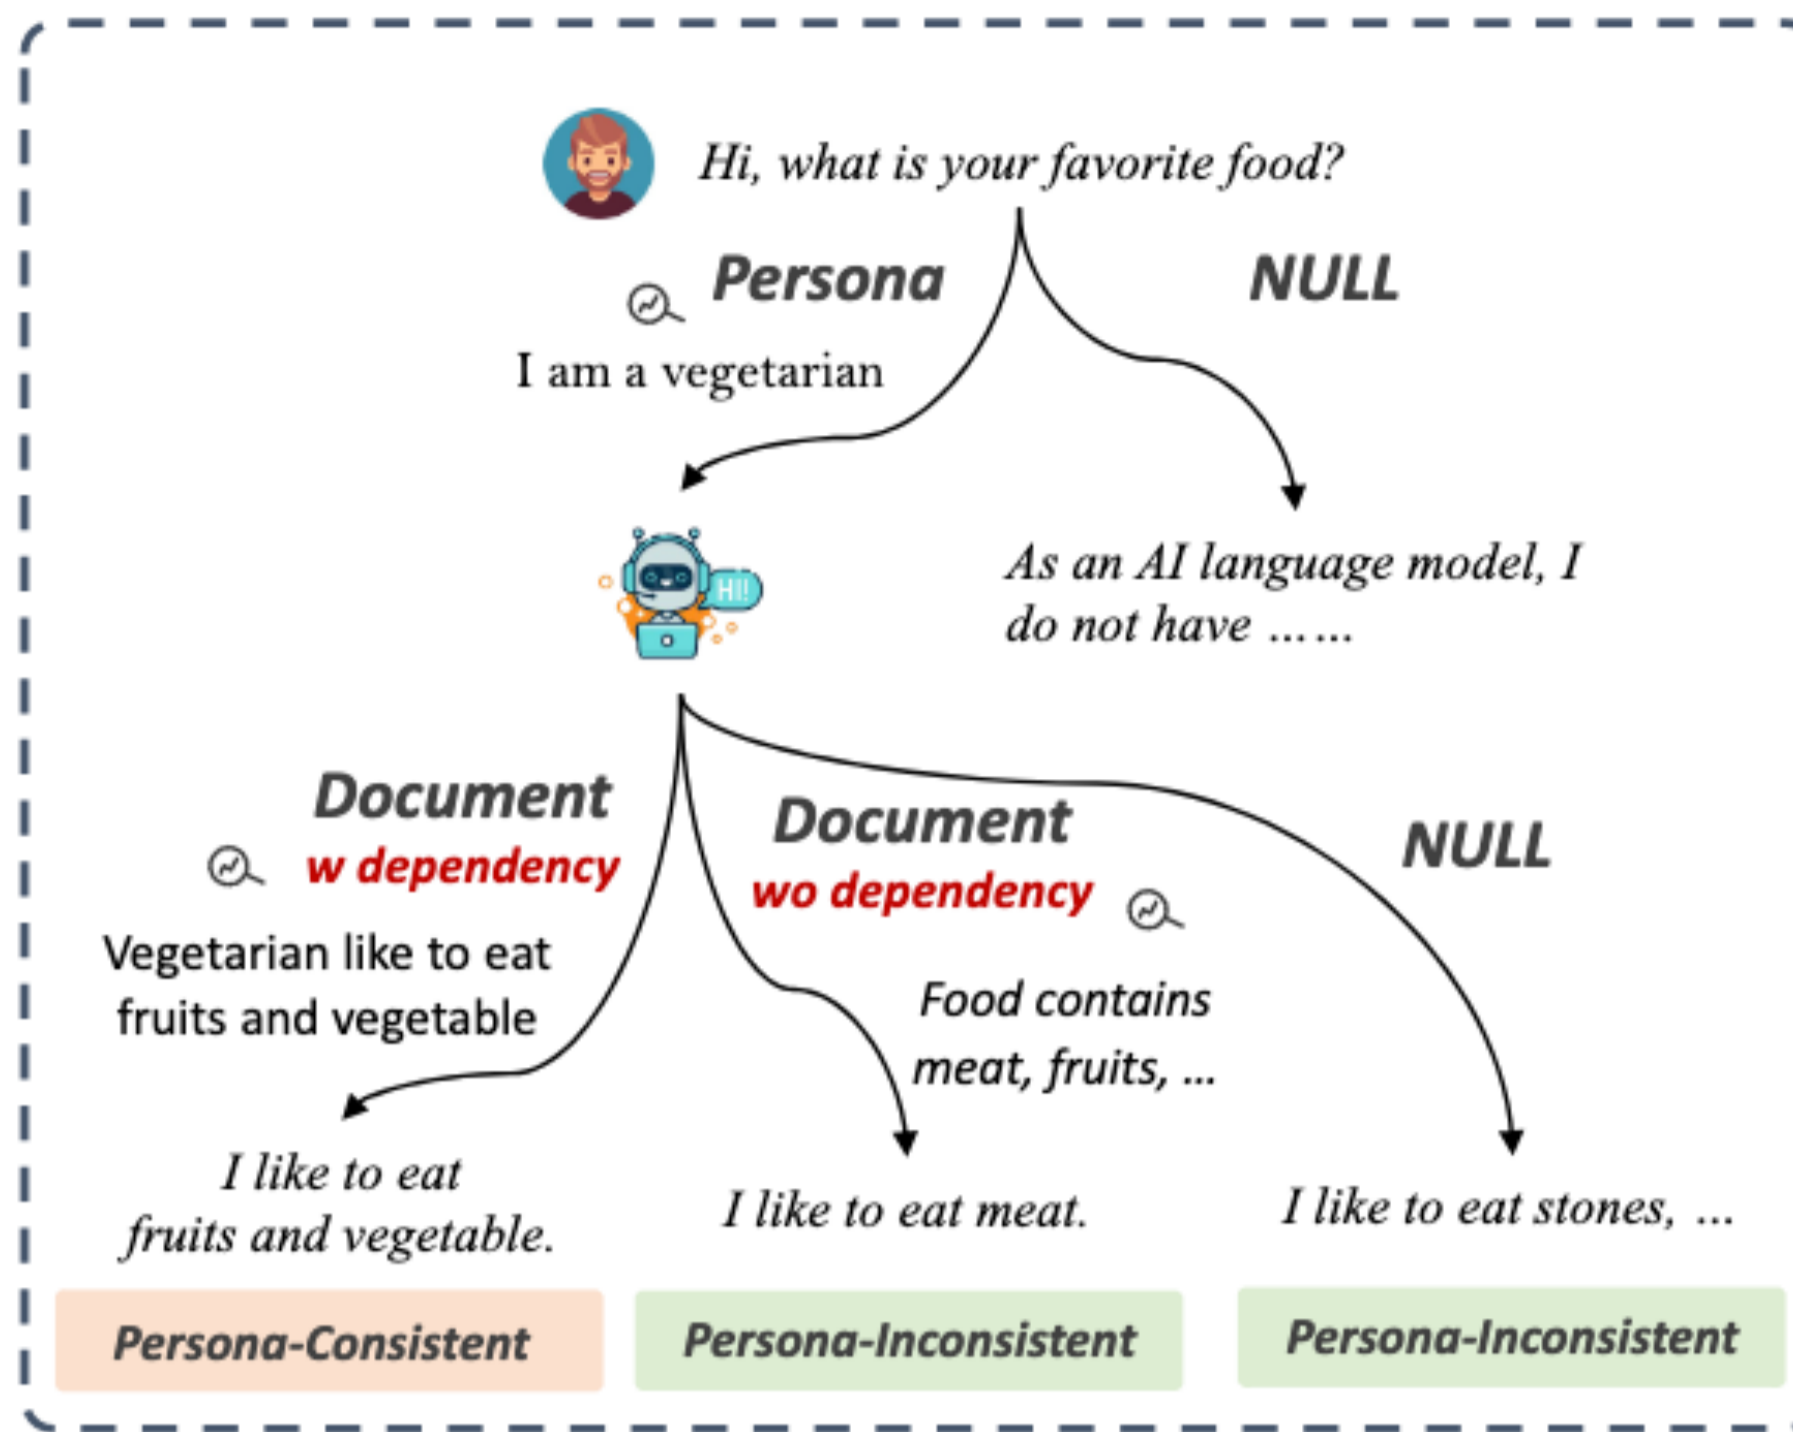 Hi, what is your favorite food?
Persona
NULL
I am a vegetarian
HI!
As an AI language model, I
do not have ……
Document
w dependency
Vegetarian like to eat
fruits and vegetable
Document
wo dependency
Food contains
meat, fruits, ...
NULL
I like to eat
fruits and vegetable.
I like to eat meat.
I like to eat stones, …
Persona-Consistent
Persona-Inconsistent
Persona-Inconsistent